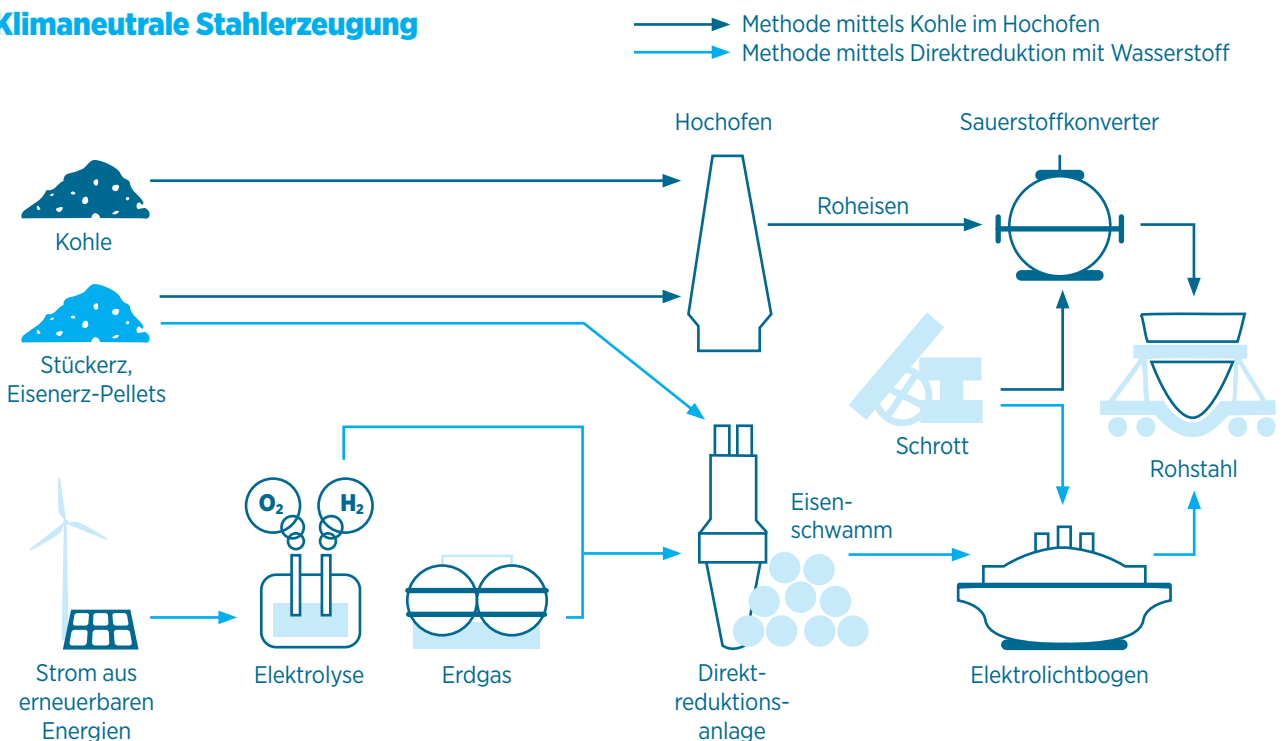 Klimaneutrale Stahlerzeugung
Methode mittels Kohle im Hochofen
Methode mittels Direktreduktion mit Wasserstoff
Hochofen
Sauerstoffkonverter
Kohle
Roheisen
Stückerz,
Eisenerz-Pellets
Schrott
Rohstahl
O₂
H₂
Eisen-
schwamm
Strom aus
erneuerbaren
Energien
Elektrolyse
Erdgas
Direkt-
reduktions-
anlage
Elektrolichtbogen